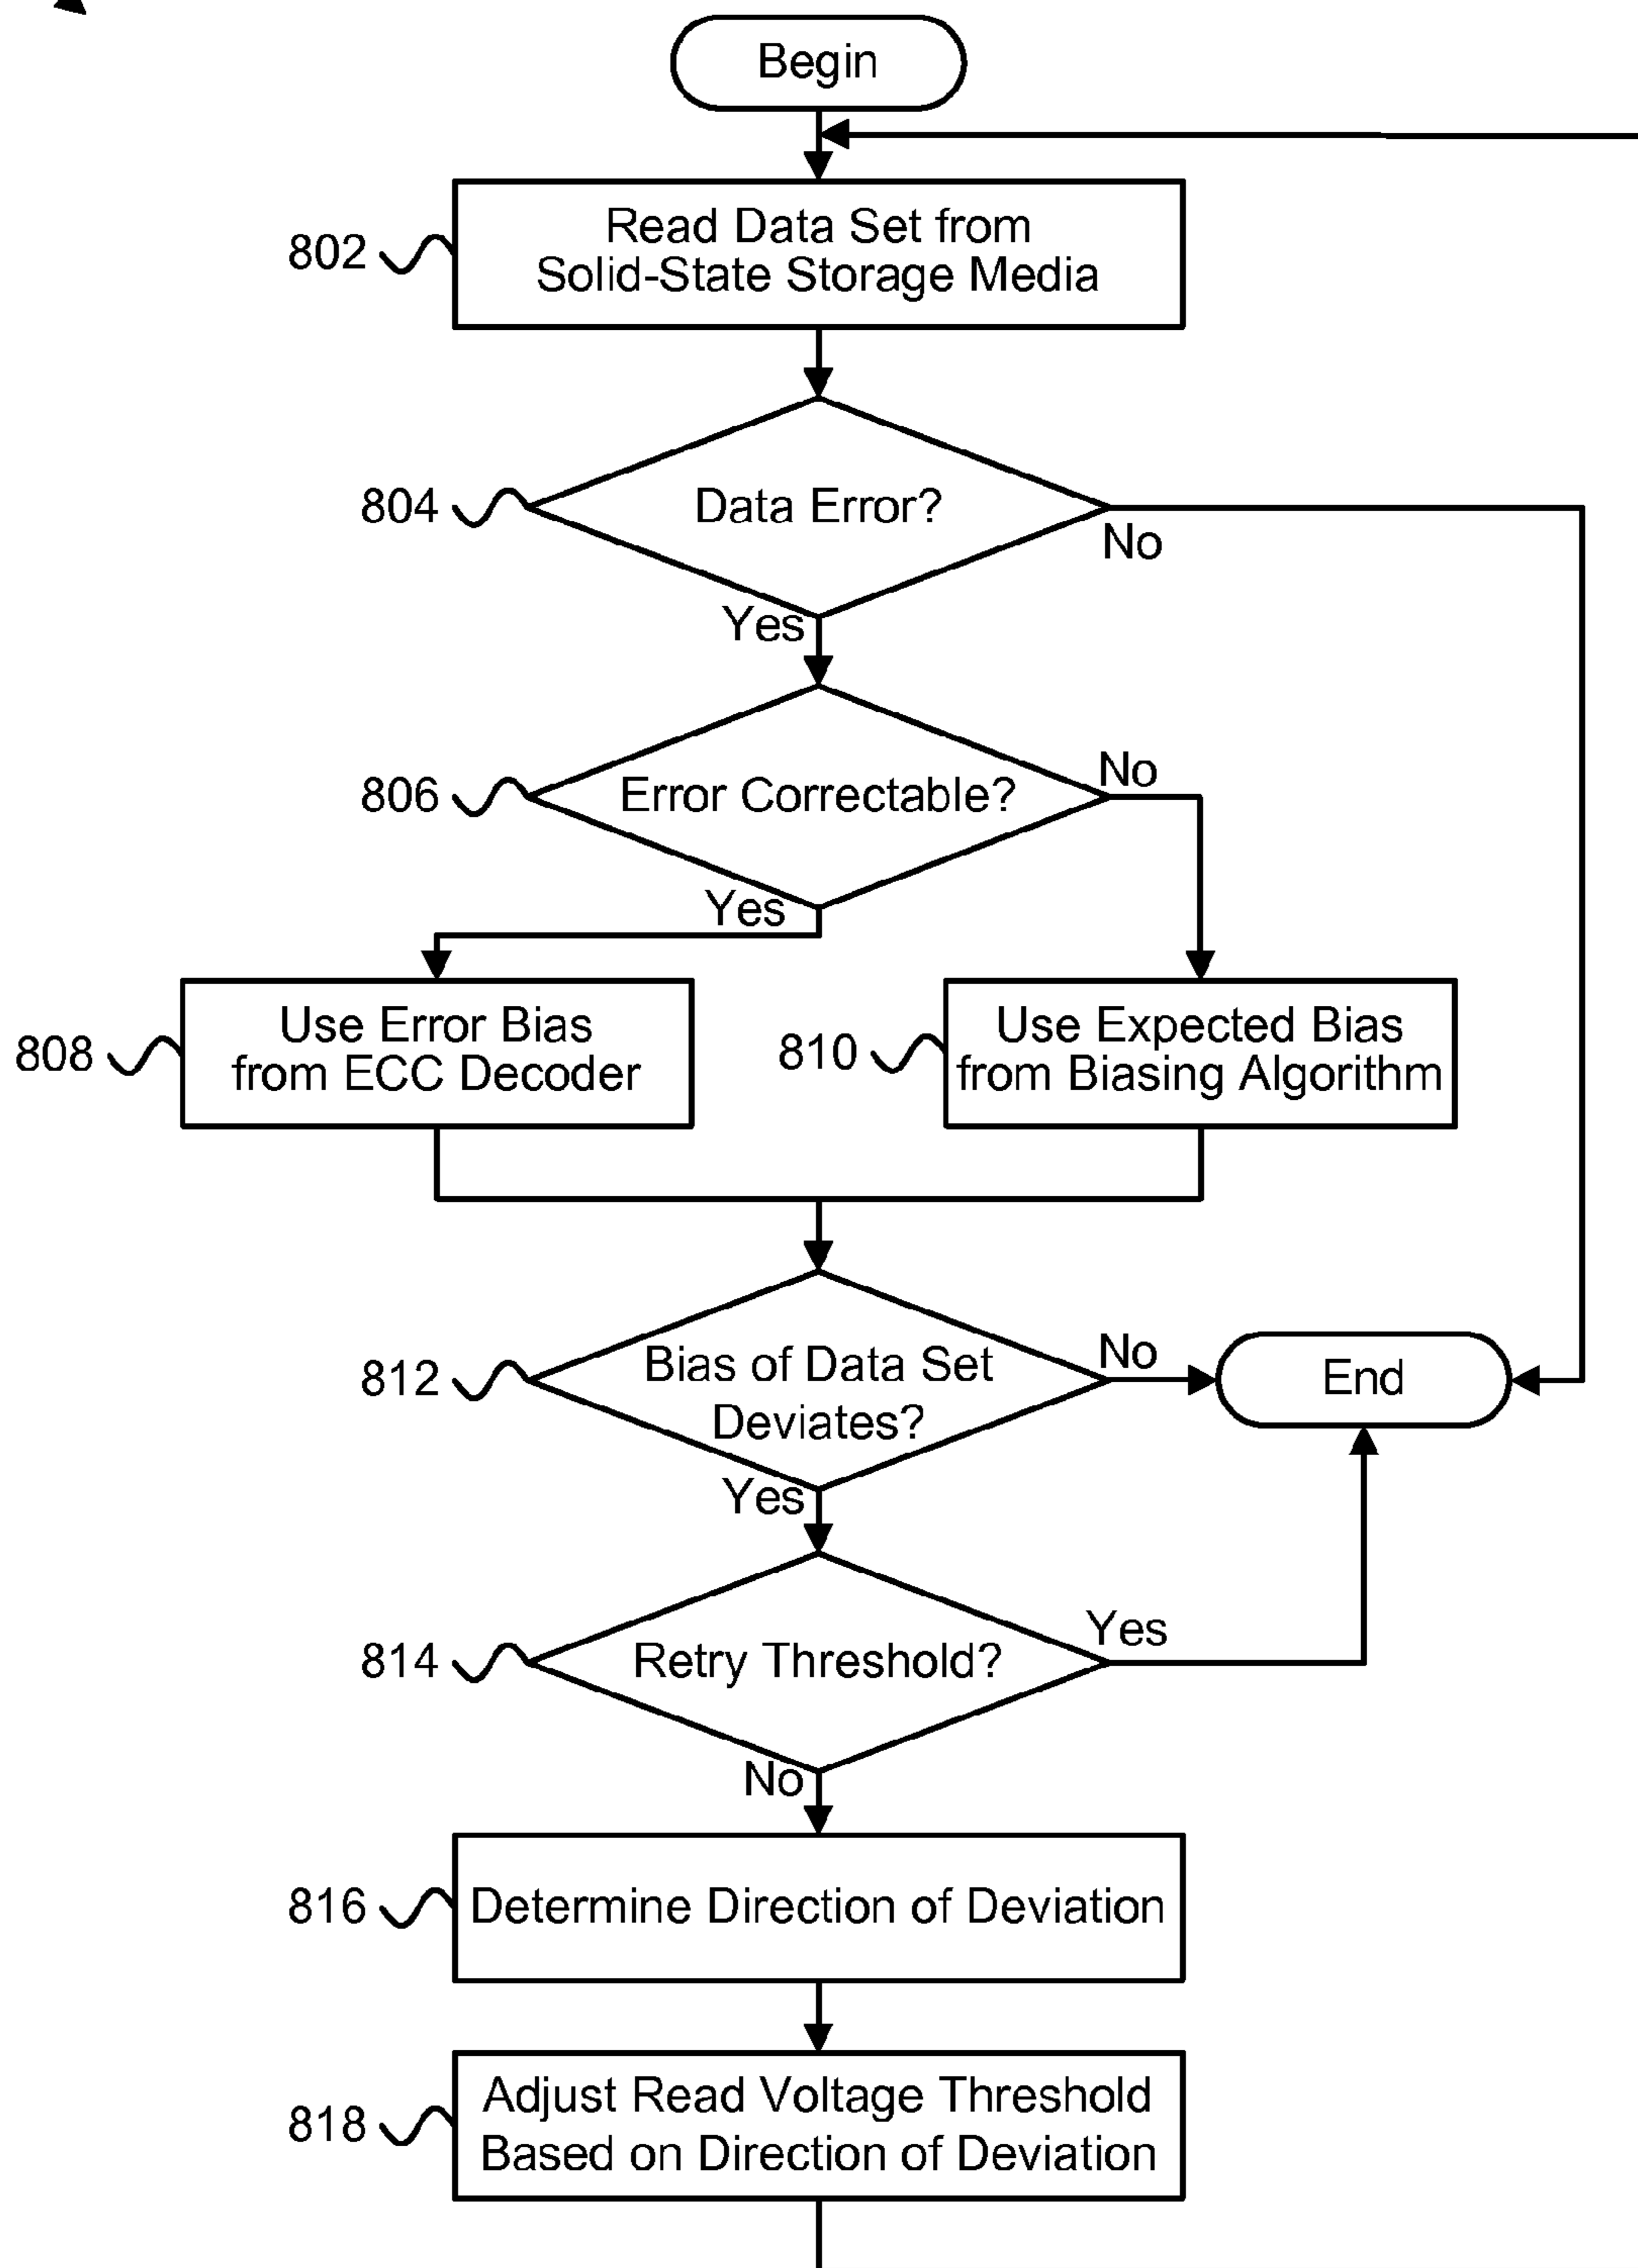 Begin
802
Read Data Set from
Solid-State Storage Media
804
Data Error?
No
Yes
806
Error Correctable?
No
Yes
808
Use Error Bias
from ECC Decoder
810
Use Expected Bias
from Biasing Algorithm
812
Bias of Data Set
Deviates?
No
End
Yes
814
Retry Threshold?
Yes
No
816
Determine Direction of Deviation
818
Adjust Read Voltage Threshold
Based on Direction of Deviation